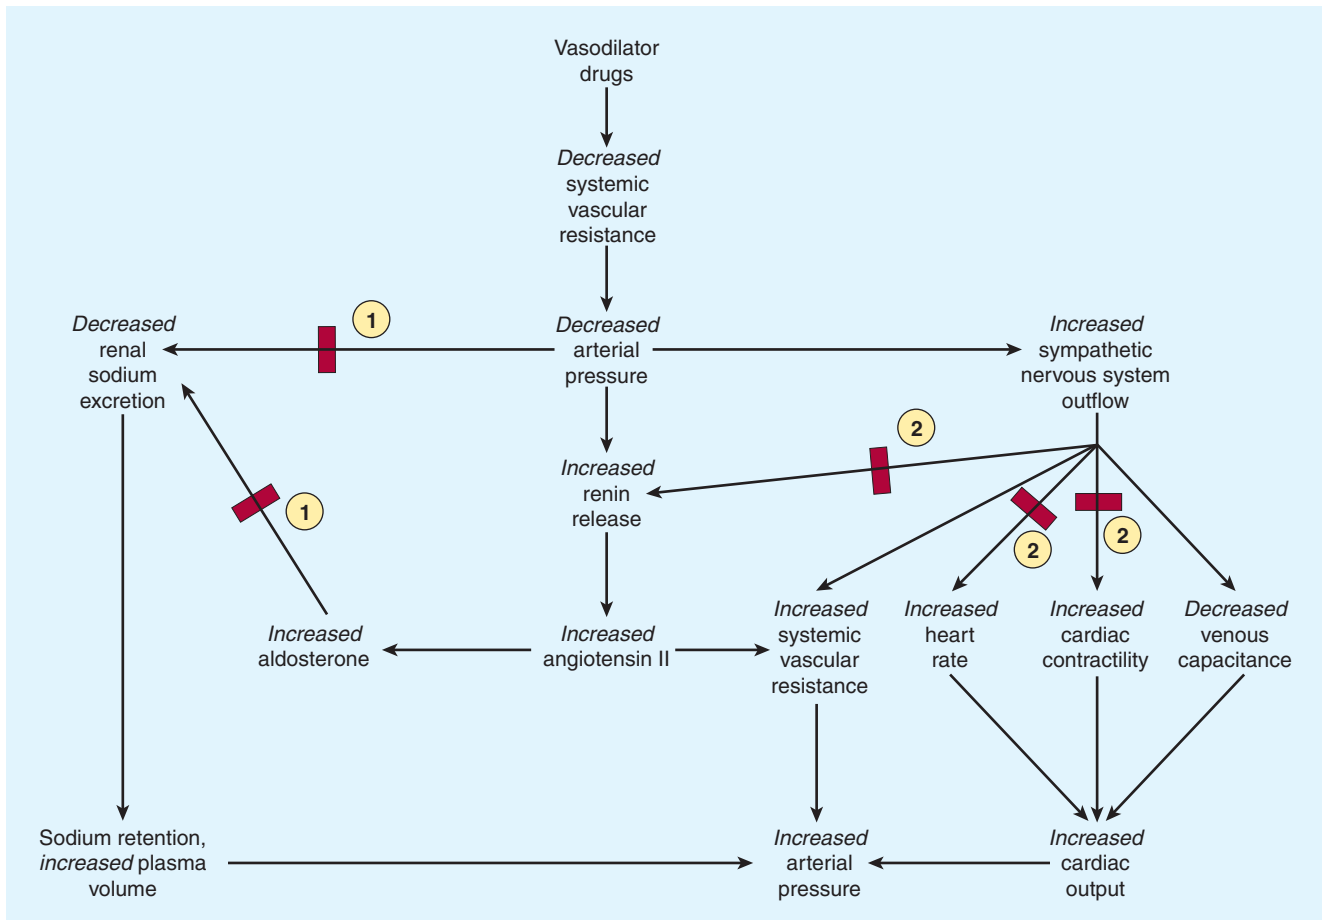 Vasodilator
drugs
Decreased
systemic
vascular
resistance
1
Decreased
renal
sodium
excretion
Decreased
arterial
pressure
Increased
sympathetic
nervous system
outflow
2
Increased
renin
release
1
2
2
Increased
aldosterone
Increased
angiotensin II
Increased
systemic
vascular
resistance
Increased
heart
rate
Increased
cardiac
contractility
Decreased
venous
capacitance
Sodium retention,
increased plasma
volume
Increased
arterial
pressure
Increased
cardiac
output